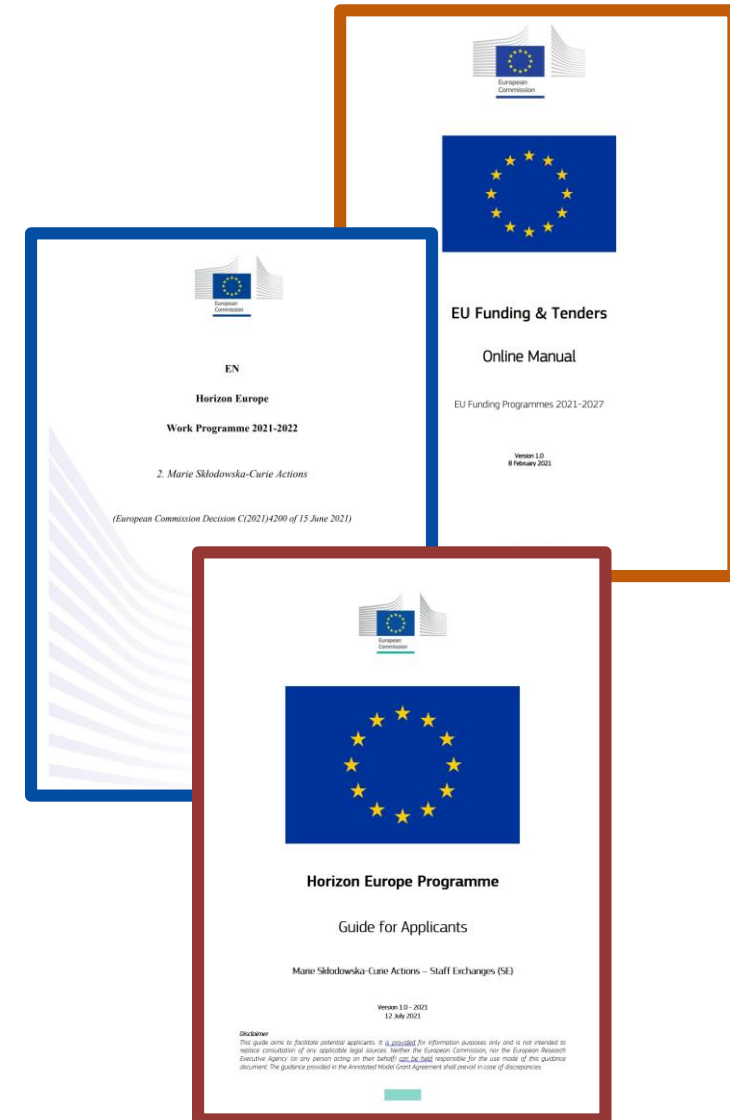 European
Commission
EU Funding & Tenders
Online Manual
EU Funding Programmes 2021-2027
Version 1.0
8 February 2021
European
Commission
EN
Horizon Europe
Work Programme 2021-2022
2. Marie Skłodowska-Curie Actions
(European Commission Decision C(2021)4200 of 15 June 2021)
European
Commission
Horizon Europe Programme
Guide for Applicants
Marie Skłodowska-Curie Actions – Staff Exchanges (SE)
Version 1.0 – 2021
12 July 2021
Disclaimer
This guide aims to facilitate potential applicants. It is provided for information purposes only and is not intended to
replace consultation of any applicable legal sources. Neither the European Commission, nor the European Research
Executive Agency (or any person acting on their behalf) can be held responsible for the use made of this guidance
document. The guidance provided in the Annotated Model Grant Agreement shall prevail in case of discrepancies.